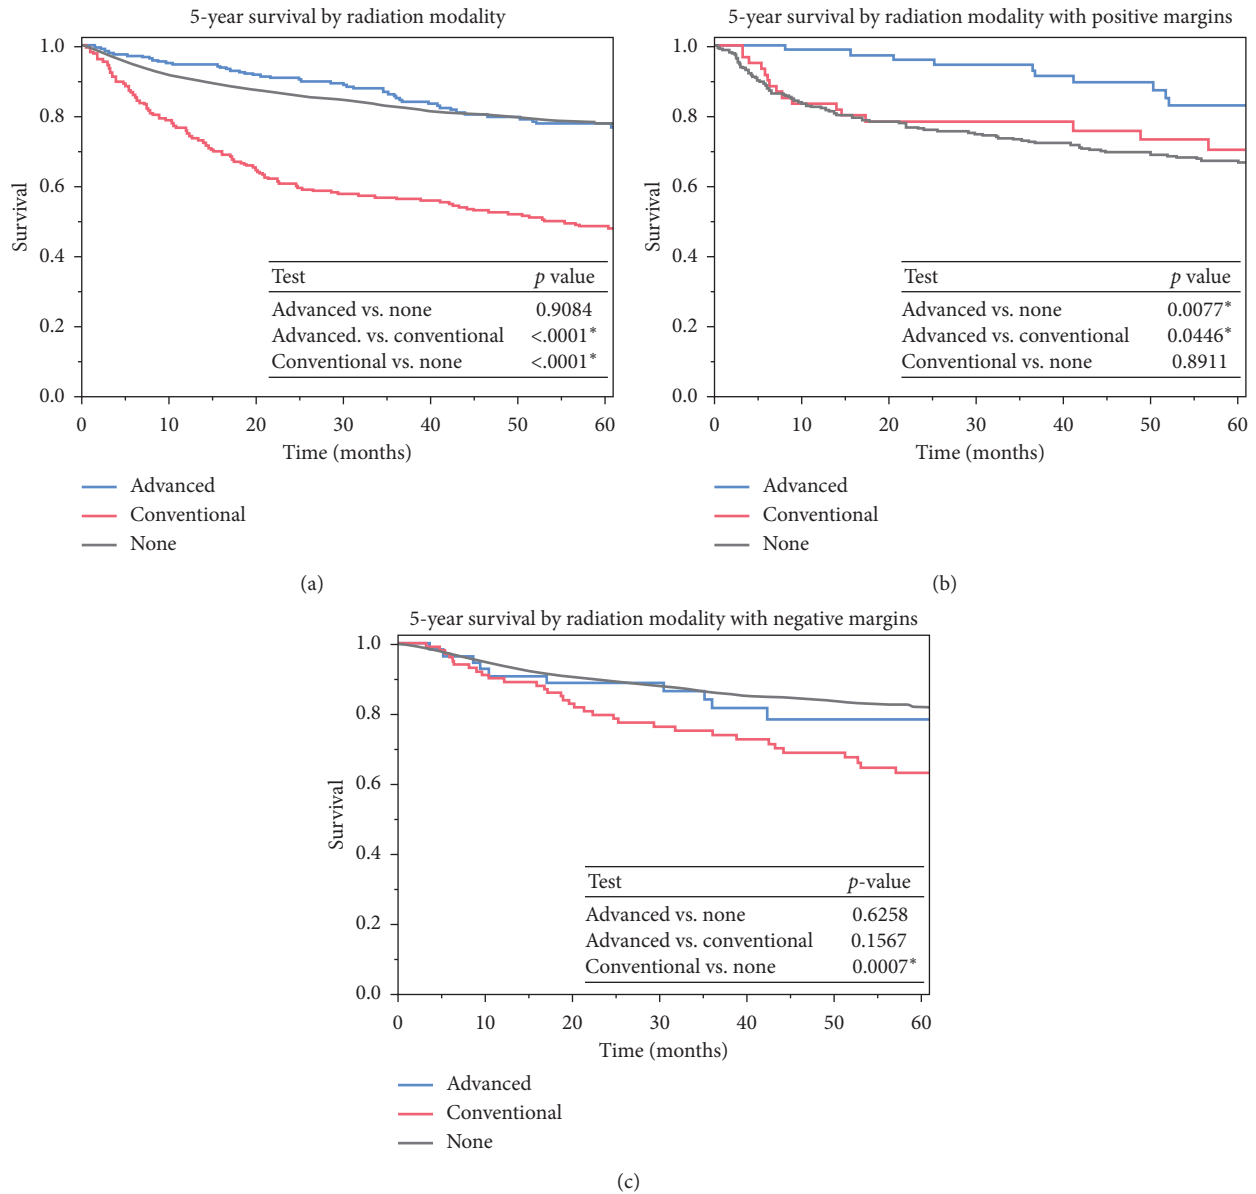 5-year survival by radiation modality
1.0
0.8
0.6
0.4
0.2
0.0
Survival
Test p value
Advanced vs. none 0.9084
Advanced. vs. conventional <.0001*
Conventional vs. none <.0001*
0 10 20 30 40 50 60
Time (months)
Advanced
Conventional
None
(a)
5-year survival by radiation modality with positive margins
1.0
0.8
0.6
0.4
0.2
0.0
Survival
Test p value
Advanced vs. none 0.0077*
Advanced vs. conventional 0.0446*
Conventional vs. none 0.8911
0 10 20 30 40 50 60
Time (months)
Advanced
Conventional
None
(b)
5-year survival by radiation modality with negative margins
1.0
0.8
0.6
0.4
0.2
0.0
Survival
Test p-value
Advanced vs. none 0.6258
Advanced vs. conventional 0.1567
Conventional vs. none 0.0007*
0 10 20 30 40 50 60
Time (months)
Advanced
Conventional
None
(c)